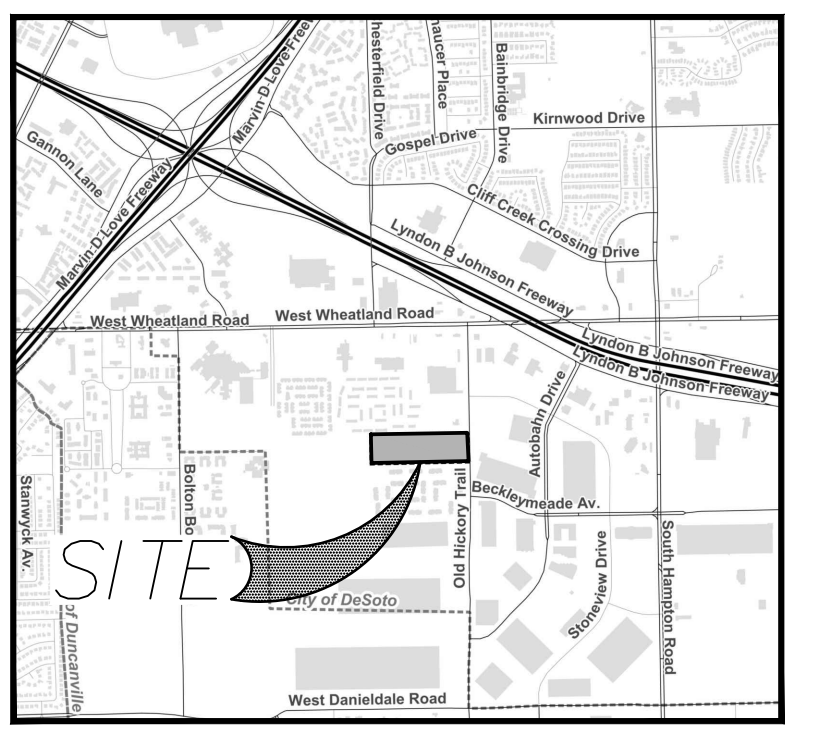 Marvin D Love Free
hesterfield Drive
haucer Place
Bainbridge Drive
Kirnwood Drive
Gospel Drive
Gannon Lane
Marvin D Love Freeway
Cliff Creek Crossing Drive
Lyndon B Johnson Freeway
West Wheatland Road
West Wheatland Road
Lyndon B Johnson Freeway
Lyndon B Johnson Freeway
Autobahn Drive
Stanwyck Av.
Bolton Bo
Old Hickory Trail
Beckleymeade Av.
SITE
City of DeSoto
Stoneview Drive
South Hampton Road
of Duncanville
West Danieldale Road